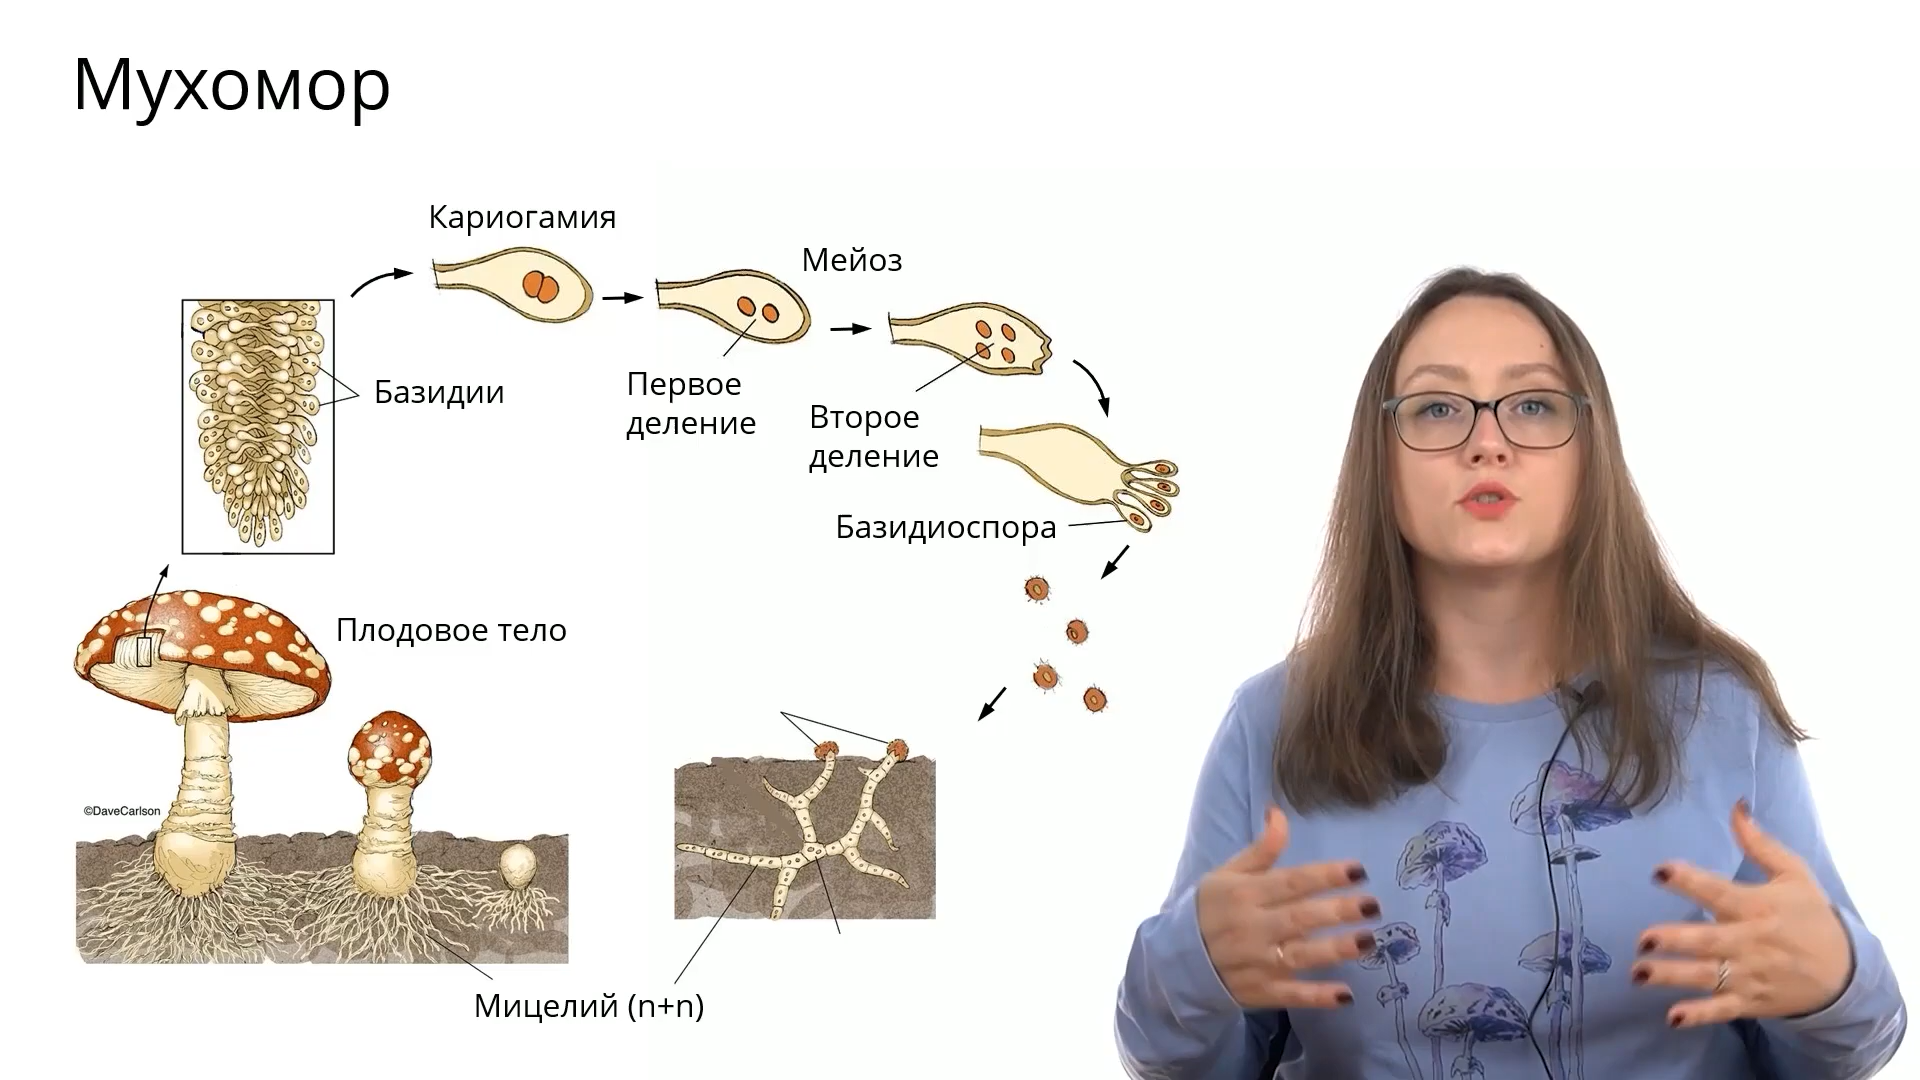 Мухомор
Кариогамия
Мейоз
Базидии
Первое
деление
Второе
деление
Базидиоспора
Плодовое тело
©DaveCarlson
Мицелий (n+n)